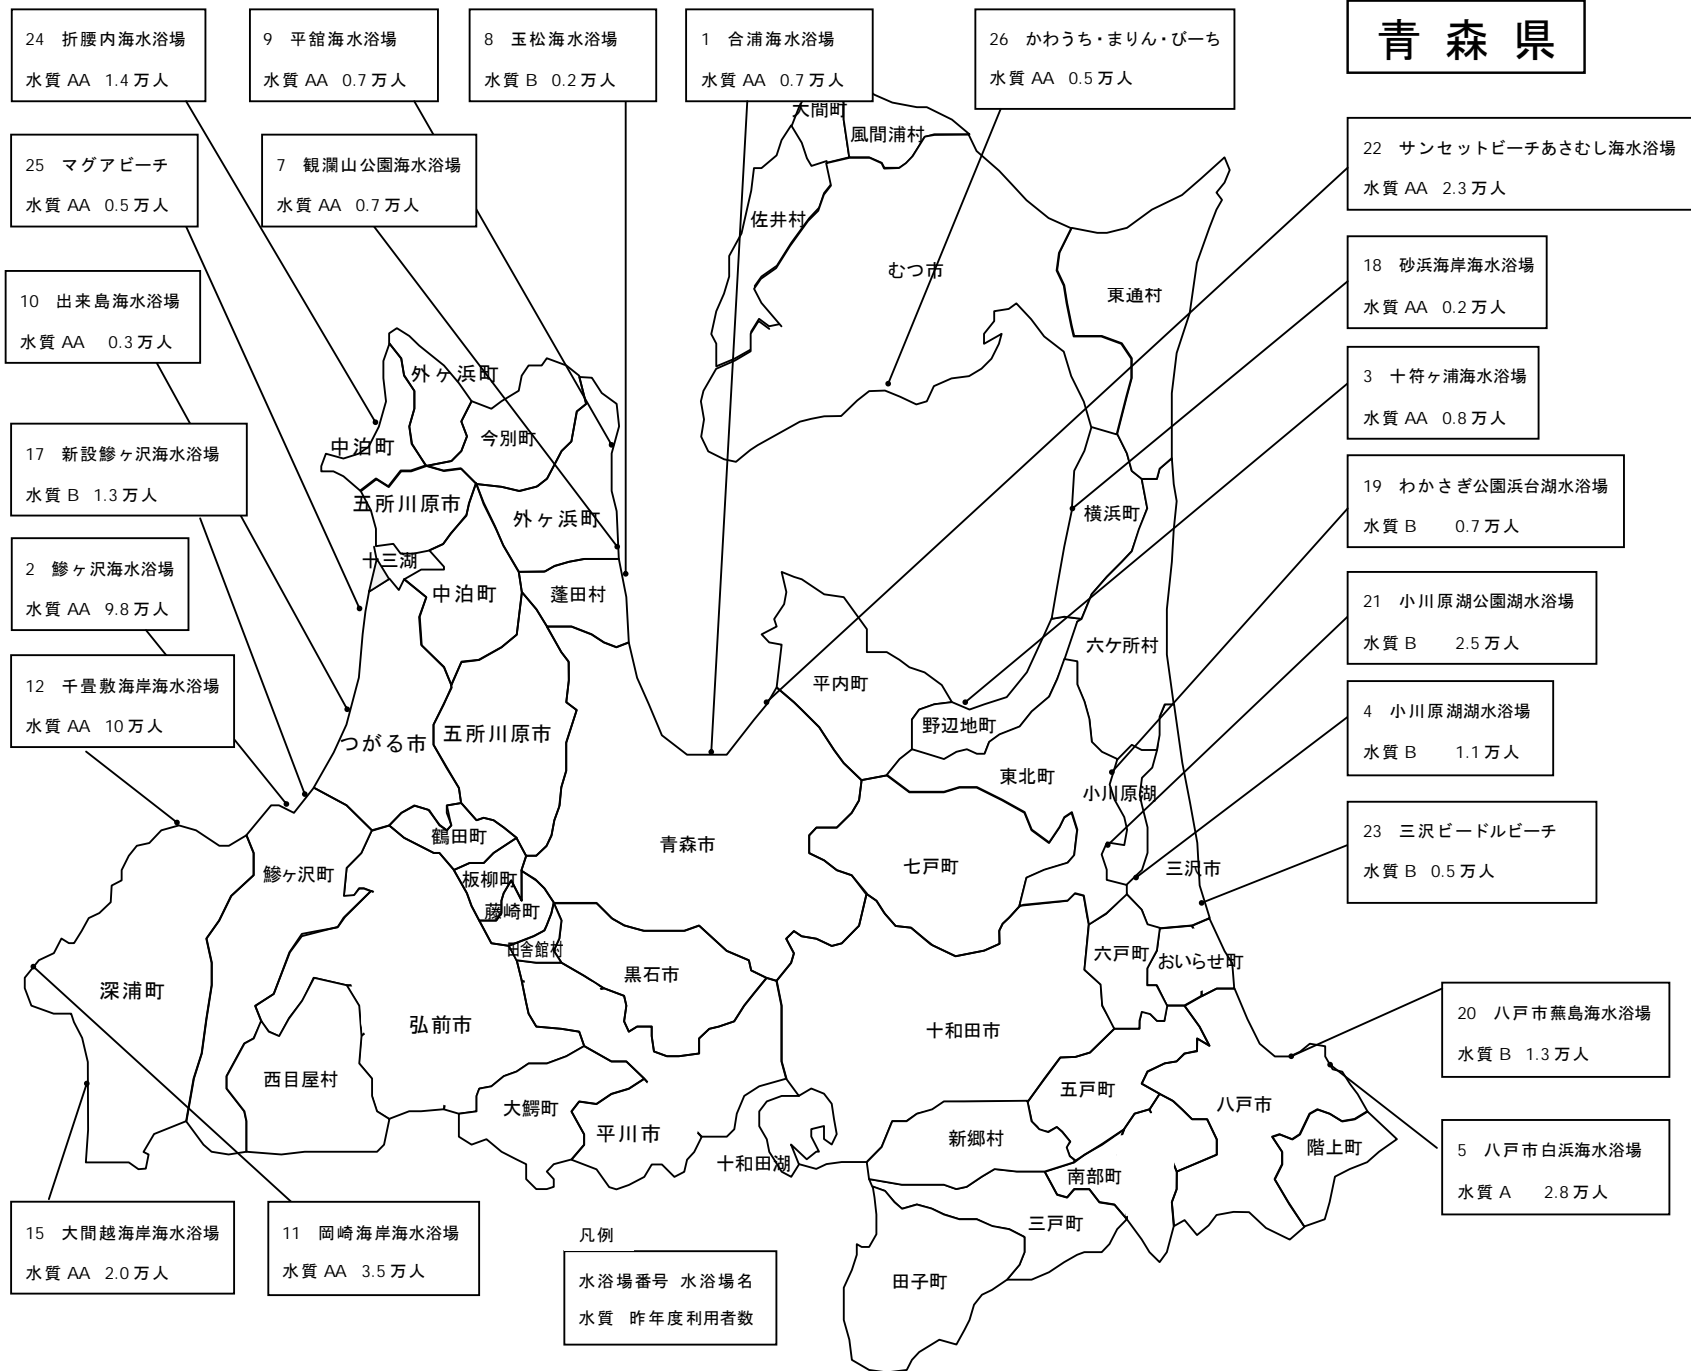 青森県
24 折腰内海水浴場
水質 AA 1.4万人
9 平舘海水浴場
水質 AA 0.7万人
8 玉松海水浴場
水質 B 0.2万人
1 合浦海水浴場
水質 AA 0.7万人
26 かわうち・まりん・びーち
水質 AA 0.5万人
25 マグアビーチ
水質 AA 0.5万人
7 観瀾山公園海水浴場
水質 AA 0.7万人
22 サンセットビーチあさむし海水浴場
水質 AA 2.3万人
10 出来島海水浴場
水質 AA 0.3万人
18 砂浜海岸海水浴場
水質 AA 0.2万人
3 十符ヶ浦海水浴場
水質 AA 0.8万人
17 新設鰺ヶ沢海水浴場
水質 B 1.3万人
19 わかさぎ公園浜台湖水浴場
水質 B 0.7万人
2 鰺ヶ沢海水浴場
水質 AA 9.8万人
21 小川原湖公園湖水浴場
水質 B 2.5万人
12 千畳敷海岸海水浴場
水質 AA 10万人
4 小川原湖湖水浴場
水質 B 1.1万人
23 三沢ビードルビーチ
水質 B 0.5万人
20 八戸市蕪島海水浴場
水質 B 1.3万人
5 八戸市白浜海水浴場
水質 A 2.8万人
15 大間越海岸海水浴場
水質 AA 2.0万人
11 岡崎海岸海水浴場
水質 AA 3.5万人
凡例
水浴場番号 水浴場名
水質 昨年度利用者数
大間町
風間浦村
佐井村
むつ市
東通村
外ヶ浜町
中泊町
今別町
五所川原市
外ヶ浜町
横浜町
十三湖
中泊町
蓬田村
六ケ所村
平内町
野辺地町
つがる市
五所川原市
東北町
小川原湖
鶴田町
青森市
七戸町
三沢市
鰺ヶ沢町
板柳町
藤崎町
田舎館村
黒石市
六戸町
おいらせ町
深浦町
弘前市
十和田市
西目屋村
大鰐町
平川市
五戸町
八戸市
新郷村
階上町
十和田湖
南部町
三戸町
田子町